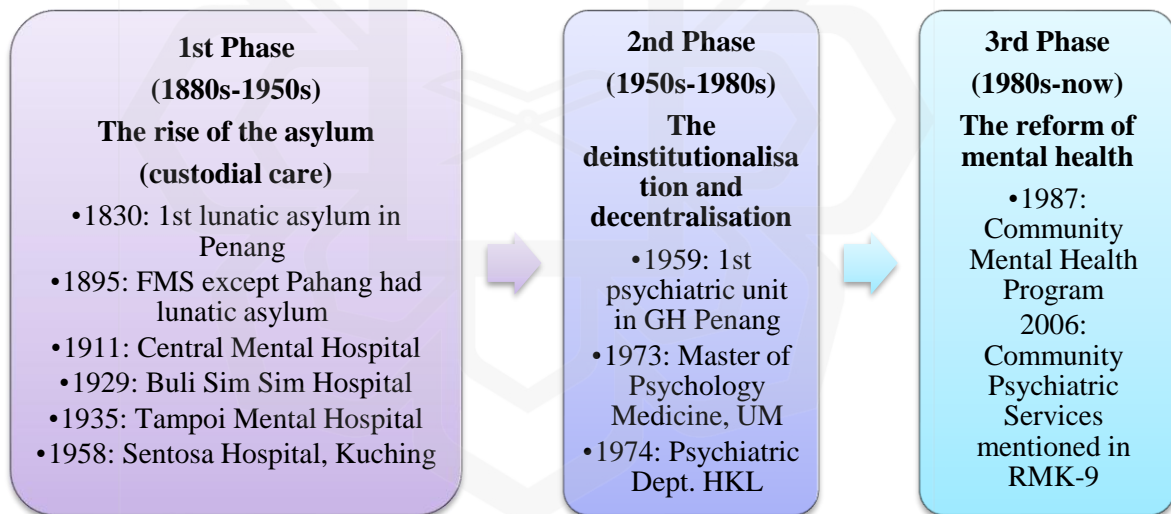 1st Phase
(1880s-1950s)
The rise of the asylum
(custodial care)
•1830: 1st lunatic asylum in
Penang
•1895: FMS except Pahang had
lunatic asylum
•1911: Central Mental Hospital
•1929: Buli Sim Sim Hospital
•1935: Tampoi Mental Hospital
•1958: Sentosa Hospital, Kuching
2nd Phase
(1950s-1980s)
The
deinstitutionalisa
tion and
decentralisation
•1959: 1st
psychiatric unit
in GH Penang
•1973: Master of
Psychology
Medicine, UM
•1974: Psychiatric
Dept. HKL
3rd Phase
(1980s-now)
The reform of
mental health
•1987:
Community
Mental Health
Program
2006:
Community
Psychiatric
Services
mentioned in
RMK-9